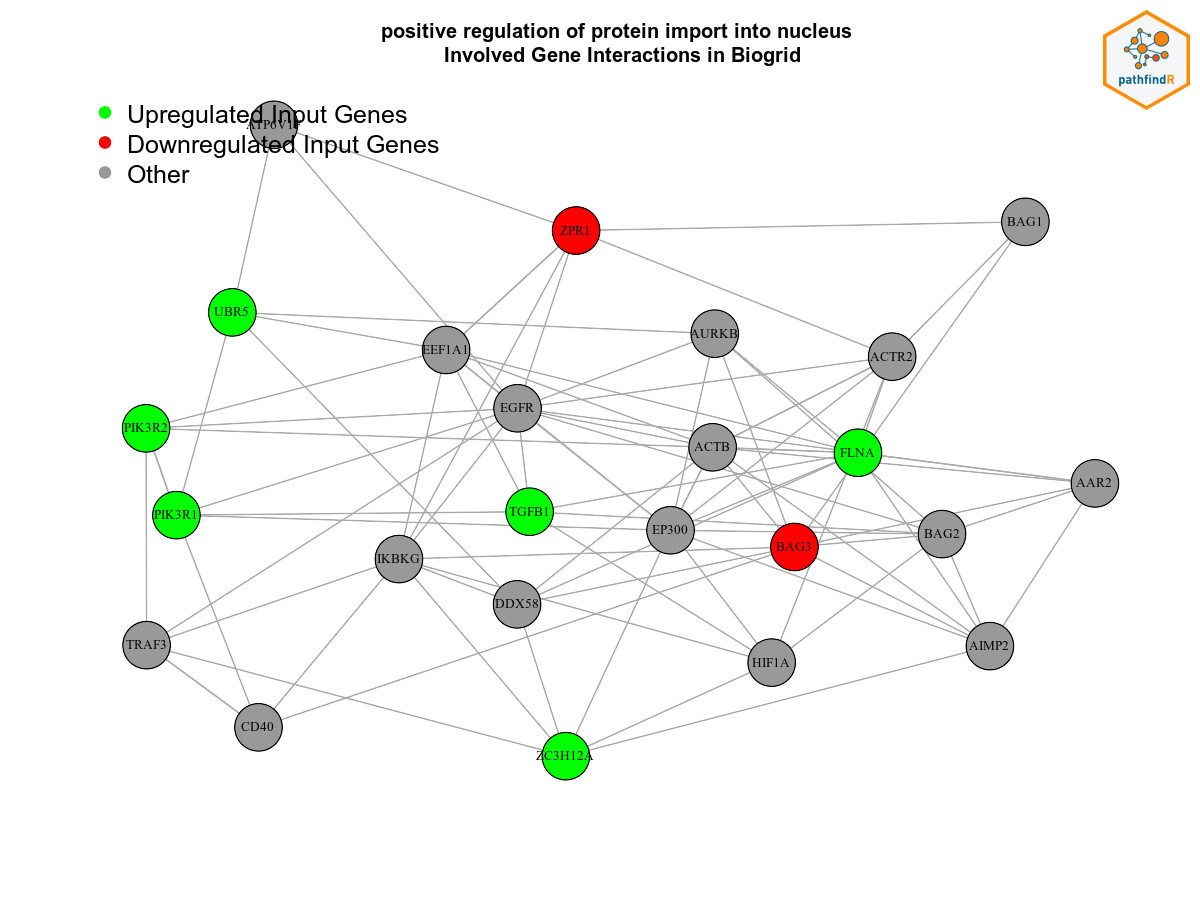 positive regulation of protein import into nucleus
Involved Gene Interactions in Biogrid
pathfindR
Upregulated Input Genes
Downregulated Input Genes
Other
ZPR1
BAG1
UBR5
AURKB
EEF1A1
ACTR2
EGFR
PIK3R2
ACTB
FLNA
AAR2
PIK3R1
TGFB1
EP300
BAG2
BAG3
IKBKG
DDX58
TRAF3
AIMP2
HIF1A
CD40
ZC3H12A